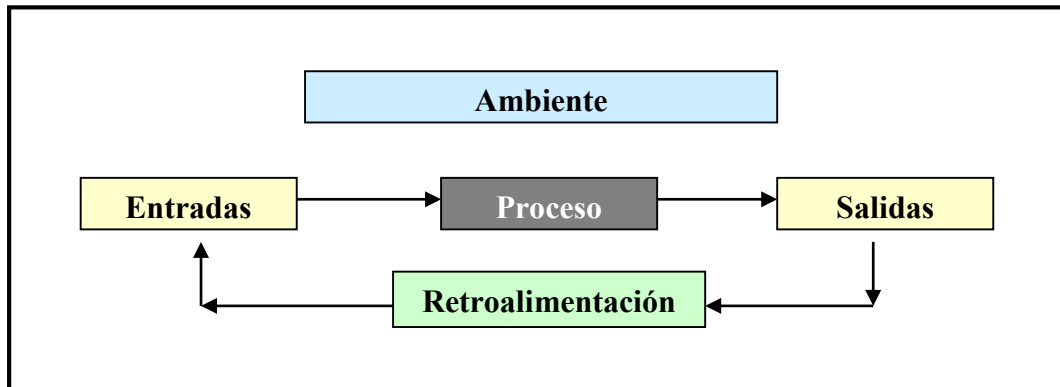 Ambiente
Entradas
Proceso
Salidas
Retroalimentación